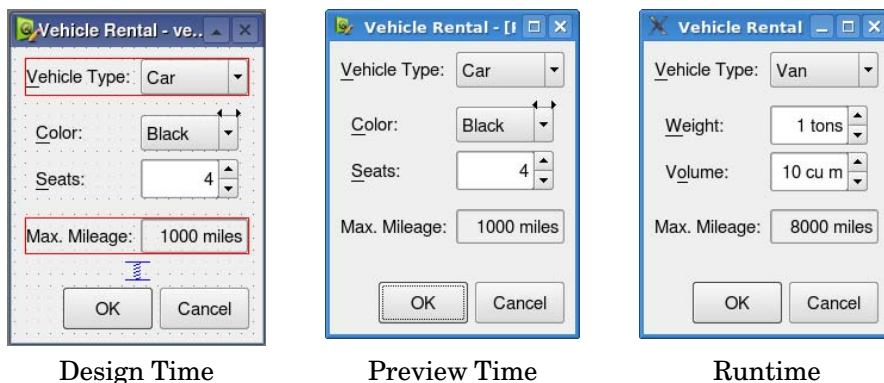 Vehicle Rental - ve..
Vehicle Type: Car
Color: Black
Seats: 4
Max. Mileage: 1000 miles
OK Cancel
Design Time
Vehicle Rental - [
Vehicle Type: Car
Color: Black
Seats: 4
Max. Mileage: 1000 miles
OK Cancel
Preview Time
Vehicle Rental
Vehicle Type: Van
Weight: 1 tons
Volume: 10 cu m
Max. Mileage: 8000 miles
OK Cancel
Runtime